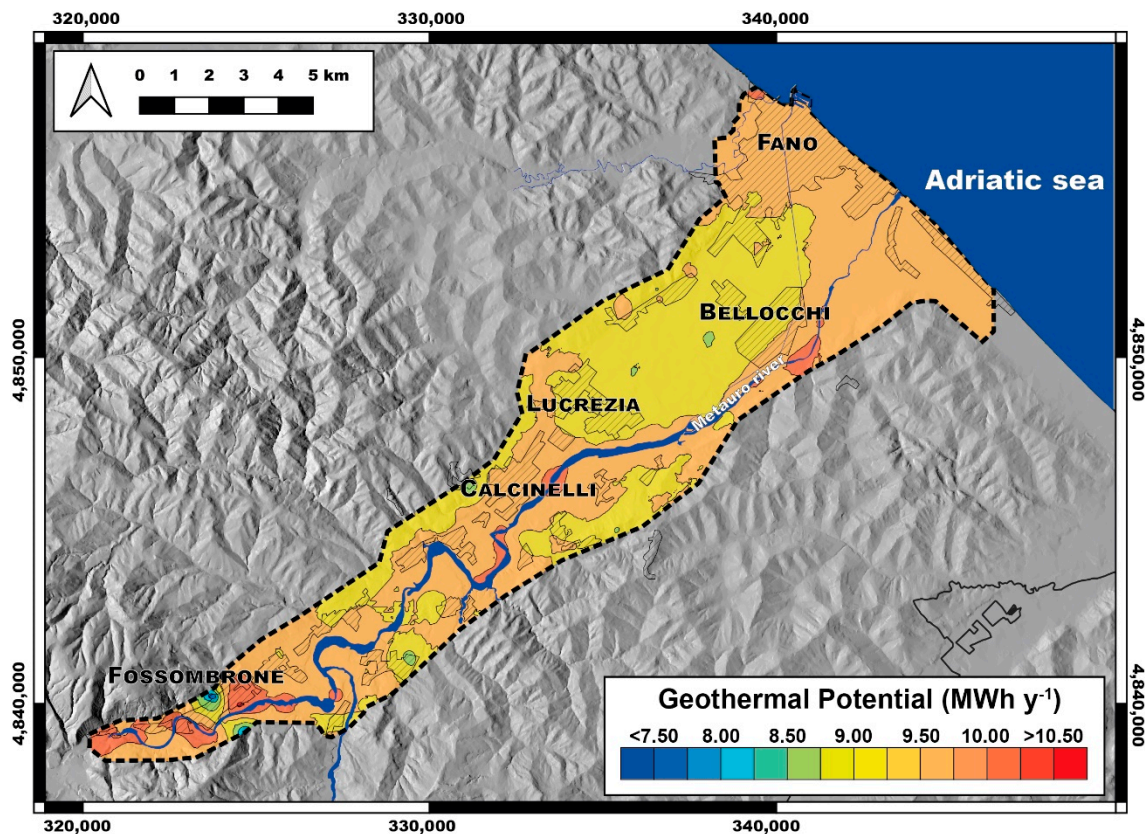 320,000 330,000 340,000
0 1 2 3 4 5 km
FANO
Adriatic sea
BELLOCCHI
4,850,000 4,850,000
Metauro river
LUCREZIA
CALCINELLI
FOSSOMBRONE
4,840,000 4,840,000
Geothermal Potential (MWh y⁻¹)
<7.50 8.00 8.50 9.00 9.50 10.00 >10.50
320,000 330,000 340,000